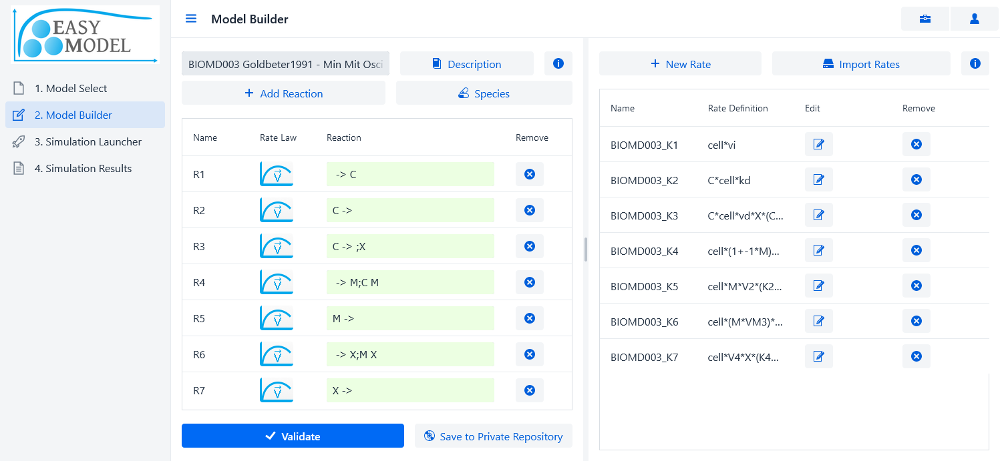 EASY
MODEL
1. Model Select
2. Model Builder
3. Simulation Launcher
4. Simulation Results
Model Builder
BIOMD003 Goldbeter1991 - Min Mit Osci
Description
Add Reaction
Species
Name Rate Law Reaction Remove
R1 V -> C
R2 V C ->
R3 V C -> ;X
R4 V -> M;C M
R5 V M ->
R6 V -> X;M X
R7 V X ->
Validate
Save to Private Repository
New Rate
Import Rates
Name Rate Definition Edit Remove
BIOMD003_K1 cell*vi
BIOMD003_K2 C*cell*kd
BIOMD003_K3 C*cell*vd*X*(C...
BIOMD003_K4 cell*(1+-1*M)...
BIOMD003_K5 cell*M*V2*(K2...
BIOMD003_K6 cell*(M*VM3)*...
BIOMD003_K7 cell*V4*X*(K4...